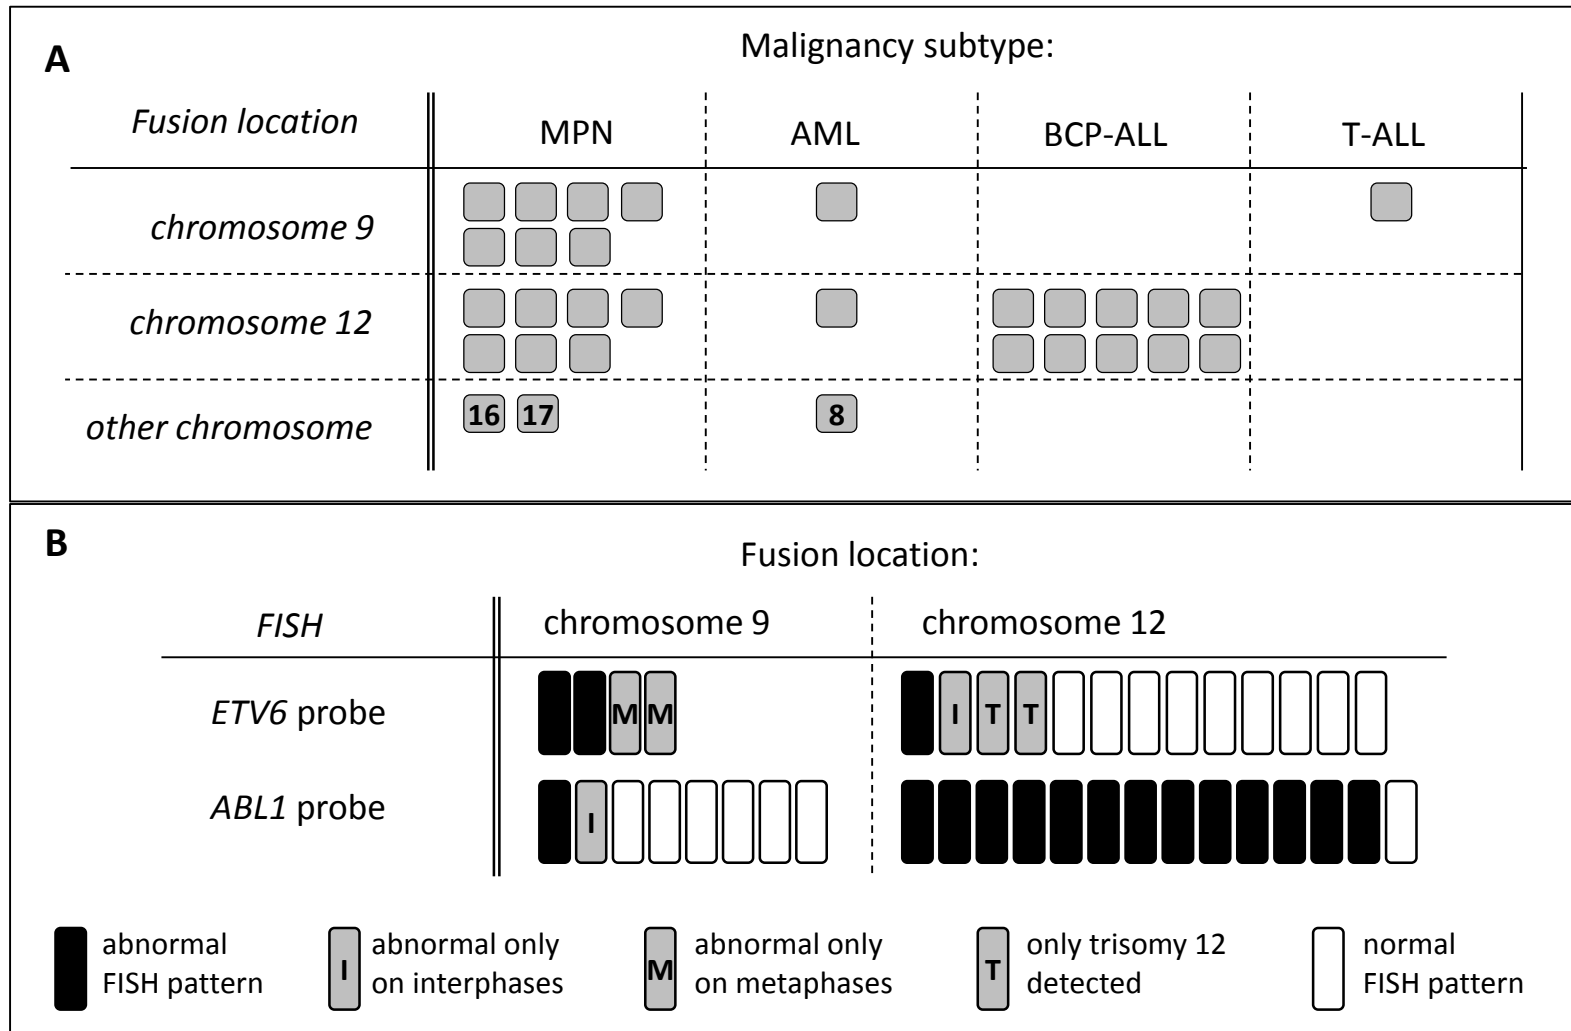 A
Malignancy subtype:
Fusion location
MPN
AML
BCP-ALL
T-ALL
chromosome 9
chromosome 12
other chromosome
16
17
8
B
Fusion location:
FISH
chromosome 9
chromosome 12
ETV6 probe
M
M
I
T
T
ABL1 probe
I
abnormal
FISH pattern
I
abnormal only
on interphases
M
abnormal only
on metaphases
T
only trisomy 12
detected
normal
FISH pattern